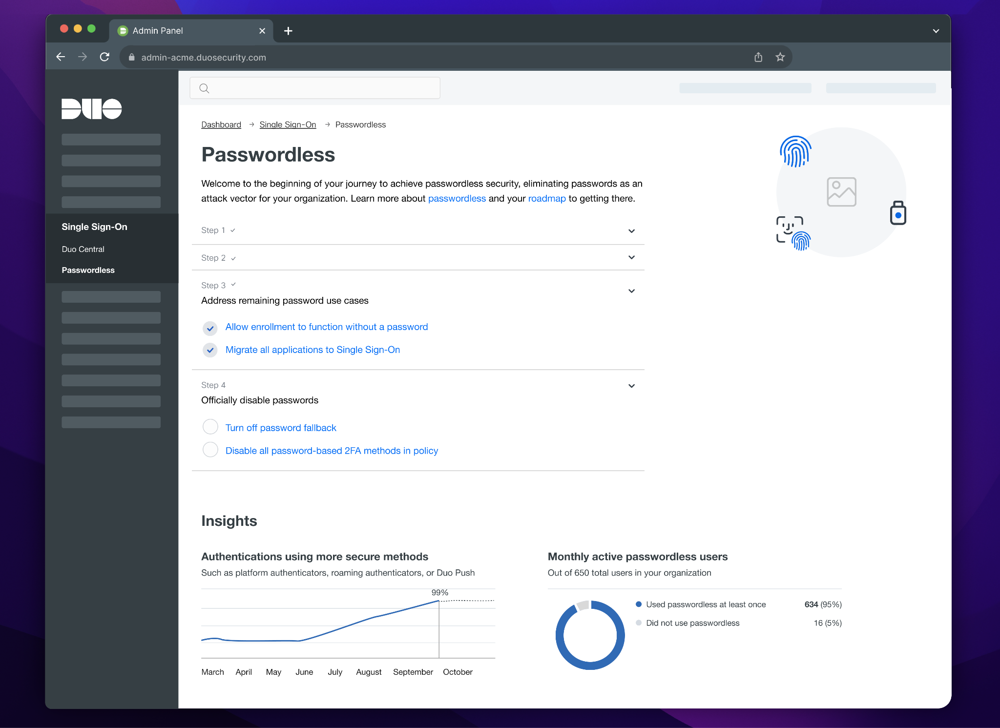 Admin Panel
admin-acme.duosecurity.com
DUO
Single Sign-On
Duo Central
Passwordless
Dashboard → Single Sign-On → Passwordless
Passwordless
Welcome to the beginning of your journey to achieve passwordless security, eliminating passwords as an
attack vector for your organization. Learn more about passwordless and your roadmap to getting there.
Step 1
Step 2
Step 3
Address remaining password use cases
Allow enrollment to function without a password
Migrate all applications to Single Sign-On
Step 4
Officially disable passwords
Turn off password fallback
Disable all password-based 2FA methods in policy
Insights
Authentications using more secure methods
Such as platform authenticators, roaming authenticators, or Duo Push
99%
March April May June July August September October
Monthly active passwordless users
Out of 650 total users in your organization
Used passwordless at least once 634 (95%)
Did not use passwordless 16 (5%)